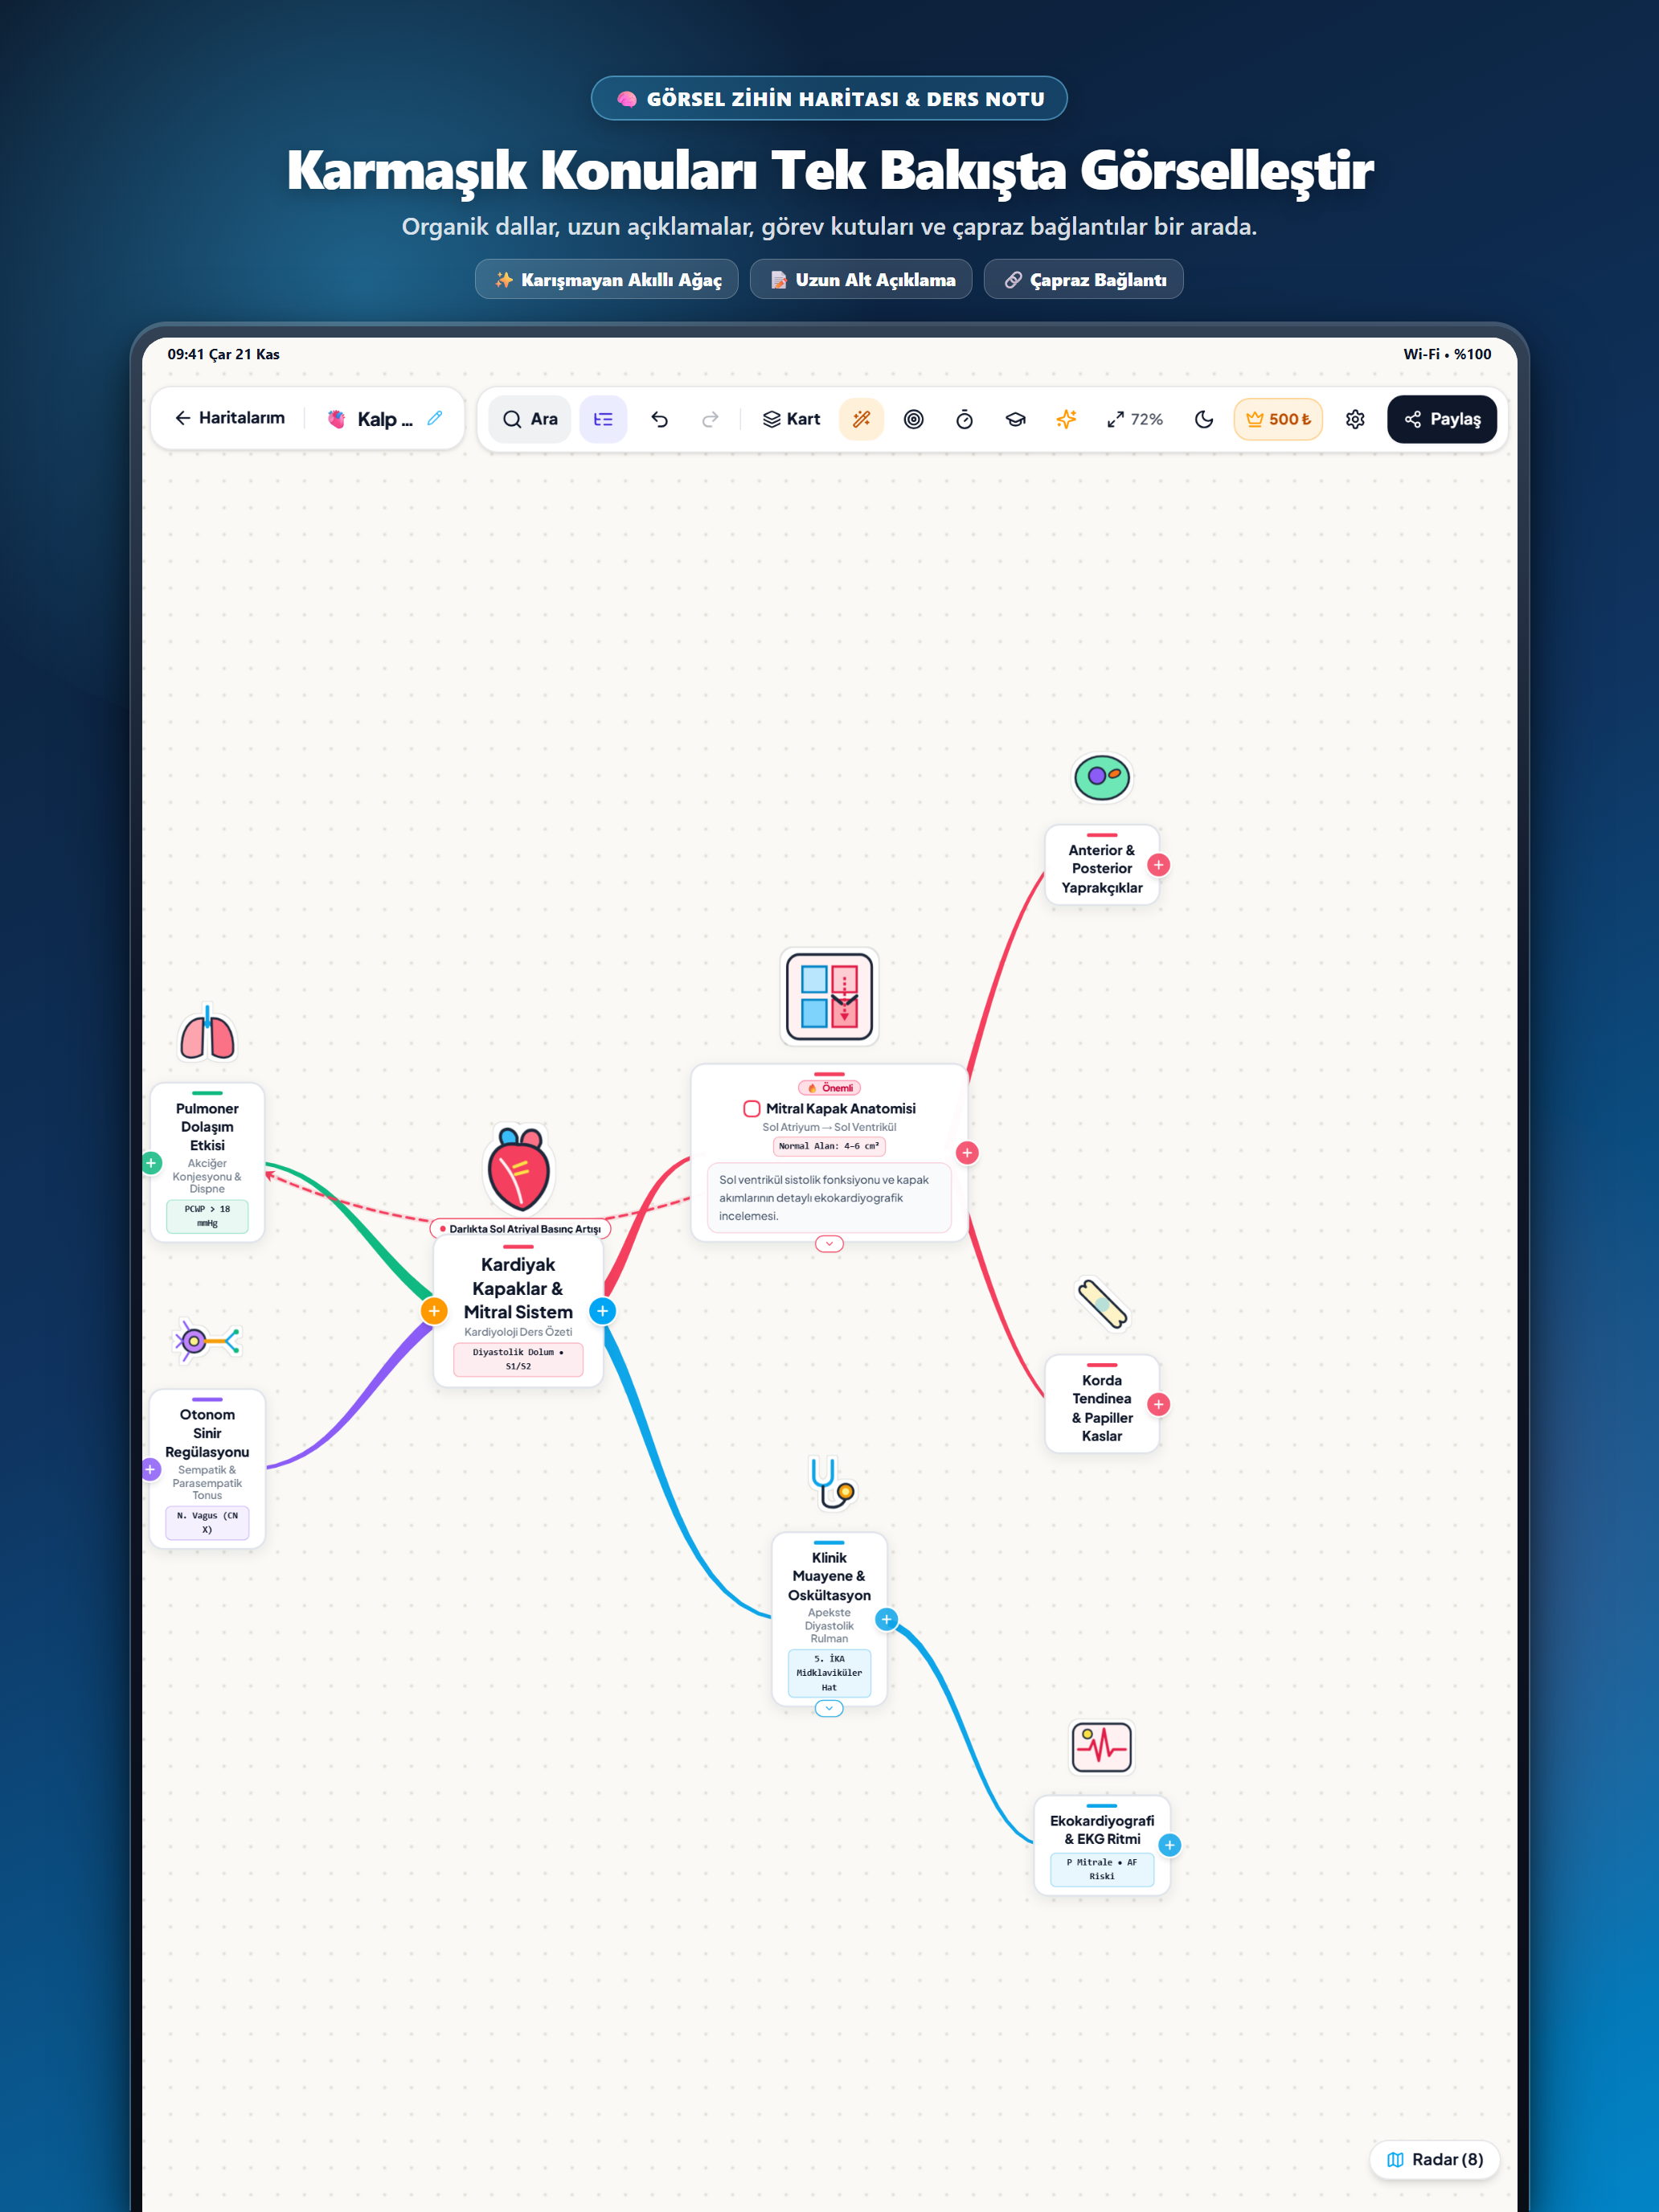 🧠 GÖRSEL ZİHİN HARİTASI & DERS NOTU
Karmaşık Konuları Tek Bakışta Görselleştir
Organik dallar, uzun açıklamalar, görev kutuları ve çapraz bağlantılar bir arada.
✨ Karışmayan Akıllı Ağaç
📝 Uzun Alt Açıklama
🔗 Çapraz Bağlantı
09:41 Çar 21 Kas
Wi-Fi • %100
Haritalarım
Kalp ...
Ara
Kart
72%
500 ₺
Paylaş
Anterior &
Posterior
Yaprakçıklar
Pulmoner
Dolaşım
Etkisi
Akciğer
Konjesyonu &
Dispne
PCWP > 18
mmHg
🔥 Önemli
Mitral Kapak Anatomisi
Sol Atriyum → Sol Ventrikül
Normal Alan: 4-6 cm²
Sol ventrikül sistolik fonksiyonu ve kapak
akımlarının detaylı ekokardiyografik
incelemesi.
Darlıkta Sol Atriyal Basınç Artışı
Kardiyak
Kapaklar &
Mitral Sistem
Kardiyoloji Ders Özeti
Diyastolik Dolum •
S1/S2
Otonom
Sinir
Regülasyonu
Sempatik &
Parasempatik
Tonus
N. Vagus (CN
X)
Korda
Tendinea
& Papiller
Kaslar
Klinik
Muayene &
Oskültasyon
Apekste
Diyastolik
Rulman
5. İKA
Midklaviküler
Hat
Ekokardiyografi
& EKG Ritmi
P Mitrale • AF
Riski
Radar (8)